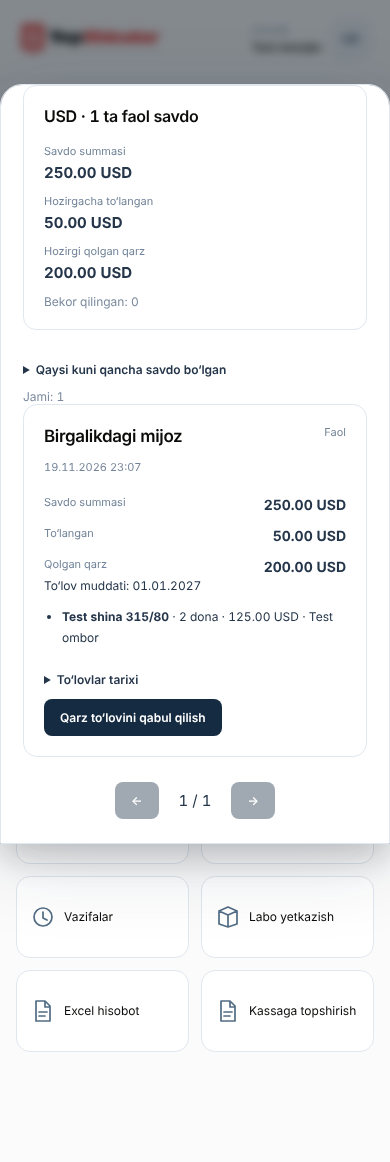 USD · 1 ta faol savdo
Savdo summasi
250.00 USD
Hozirgacha to‘langan
50.00 USD
Hozirgi qolgan qarz
200.00 USD
Bekor qilingan: 0
▶ Qaysi kuni qancha savdo bo‘lgan
Jami: 1
Birgalikdagi mijoz
Faol
19.11.2026 23:07
Savdo summasi 250.00 USD
To‘langan 50.00 USD
Qolgan qarz 200.00 USD
To‘lov muddati: 01.01.2027
• Test shina 315/80 · 2 dona · 125.00 USD · Test
ombor
▶ To‘lovlar tarixi
Qarz to‘lovini qabul qilish
← 1 / 1 →
Vazifalar
Labo yetkazish
Excel hisobot
Kassaga topshirish